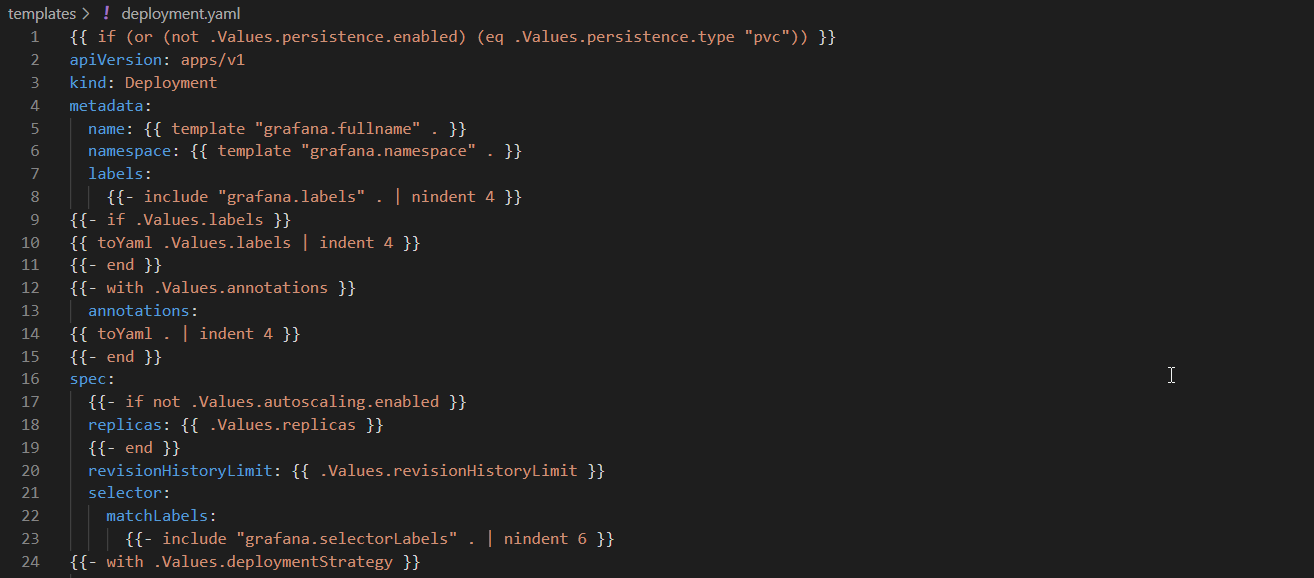 templates > ! deployment.yaml
1 {{ if (or (not .Values.persistence.enabled) (eq .Values.persistence.type "pvc")) }}
2 apiVersion: apps/v1
3 kind: Deployment
4 metadata:
5   name: {{ template "grafana.fullname" . }}
6   namespace: {{ template "grafana.namespace" . }}
7   labels:
8     {{- include "grafana.labels" . | nindent 4 }}
9 {{- if .Values.labels }}
10 {{ toYaml .Values.labels | indent 4 }}
11 {{- end }}
12 {{- with .Values.annotations }}
13   annotations:
14 {{ toYaml . | indent 4 }}
15 {{- end }}
16 spec:
17   {{- if not .Values.autoscaling.enabled }}
18   replicas: {{ .Values.replicas }}
19   {{- end }}
20   revisionHistoryLimit: {{ .Values.revisionHistoryLimit }}
21   selector:
22     matchLabels:
23       {{- include "grafana.selectorLabels" . | nindent 6 }}
24 {{- with .Values.deploymentStrategy }}